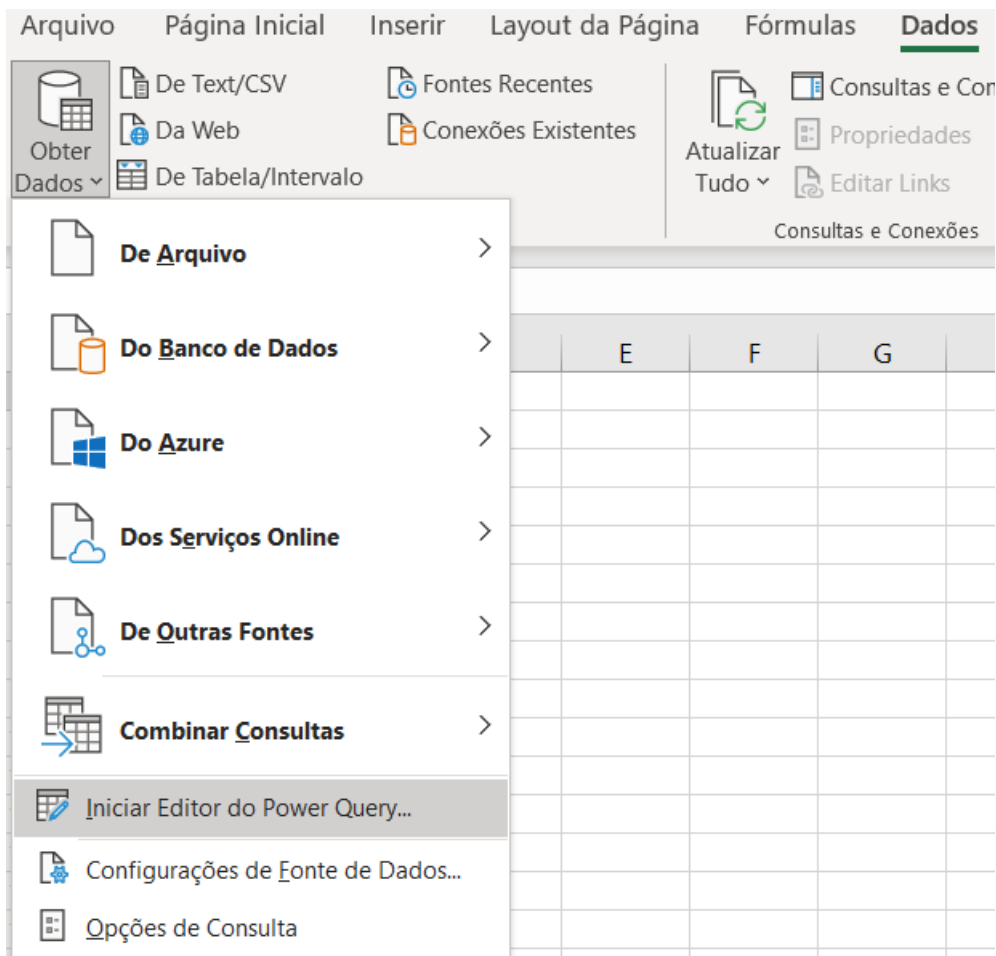 Arquivo Página Inicial Inserir Layout da Página Fórmulas Dados
Obter
Dados
De Text/CSV
Da Web
De Tabela/Intervalo
Fontes Recentes
Conexões Existentes
Atualizar
Tudo
Consultas e
Propriedades
Editar Links
Consultas e Conexões
De Arquivo
Do Banco de Dados
Do Azure
Dos Serviços Online
De Outras Fontes
Combinar Consultas
Iniciar Editor do Power Query...
Configurações de Fonte de Dados...
Opções de Consulta
E F G